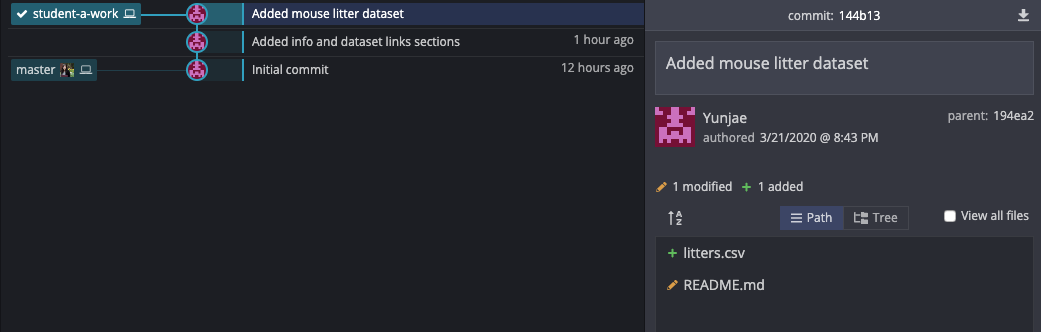 student-a-work
Added mouse litter dataset
Added info and dataset links sections
1 hour ago
master
Initial commit
12 hours ago
commit: 144b13
Added mouse litter dataset
Yunjae
parent: 194ea2
authored 3/21/2020 @ 8:43 PM
1 modified + 1 added
A
Z
Path
Tree
View all files
+ litters.csv
README.md